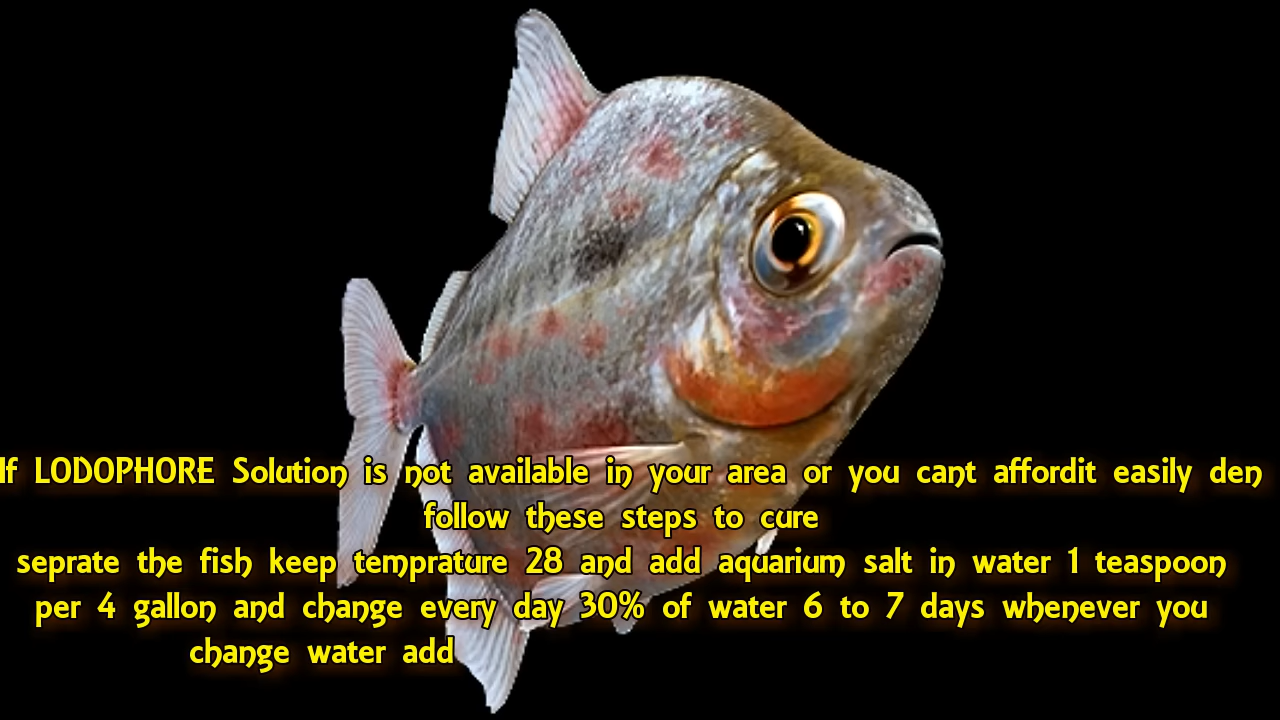 If LODOPHORE Solution is not available in your area or you cant affordit easily den
follow these steps to cure
seprate the fish keep temprature 28 and add aquarium salt in water 1 teaspoon
per 4 gallon and change every day 30% of water 6 to 7 days whenever you
change water add